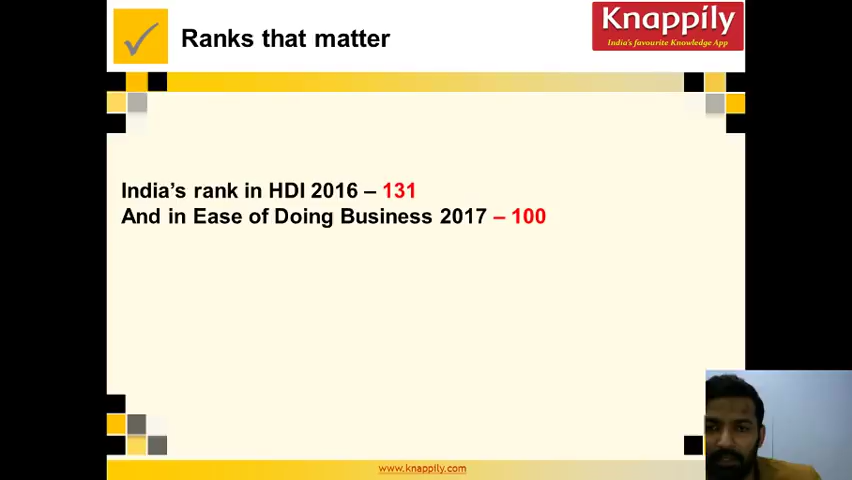 Ranks that matter
Knappily
India's favourite Knowledge App
India’s rank in HDI 2016 – 131
And in Ease of Doing Business 2017 – 100
www.knappily.com